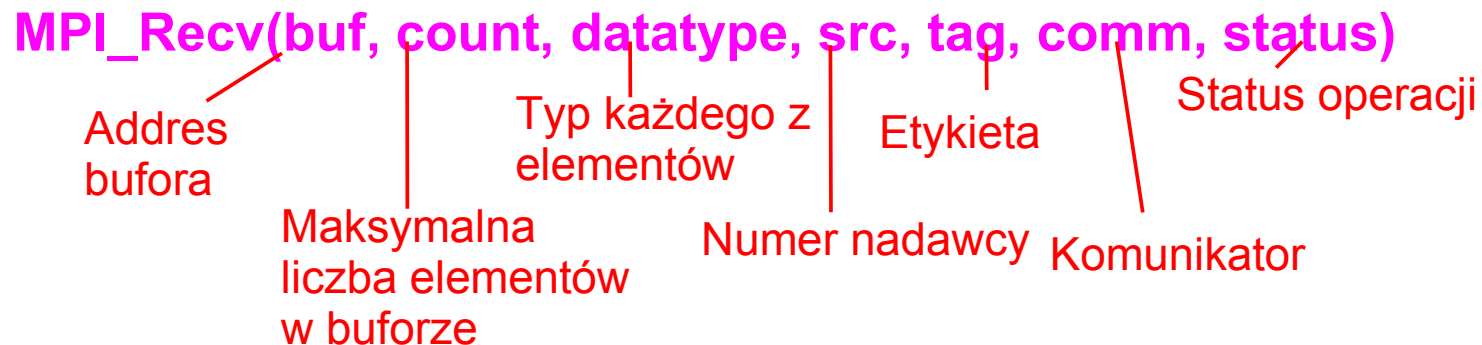 MPI_Recv(buf, count, datatype, src, tag, comm, status)
Addres
bufora
Maksymalna
liczba elementów
w buforze
Typ każdego z
elementów
Numer nadawcy
Etykieta
Komunikator
Status operacji